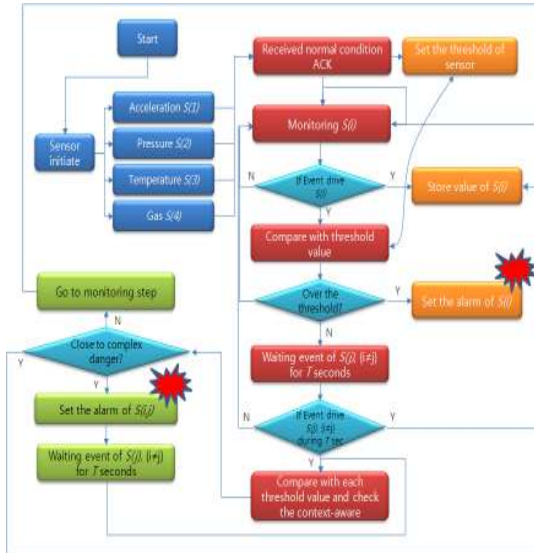 Start
Sensor
initiate
Acceleration S(1)
Pressure S(2)
Temperature S(3)
Gas S(4)
Received normal condition
ACK
Set the threshold of
sensor
Monitoring S(i)
N
If Event drive
S(i)
Y
Store value of S(i)
Y
Compare with threshold
value
N
Over the
threshold?
Y
Set the alarm of S(i)
Y
Waiting event of S(j), (i≠j)
for T seconds
N
If Event drive
S(j) (i≠j)
during T sec
Y
Y
Compare with each
threshold value and check
the context-aware
Go to monitoring step
N
Close to complex
danger?
Y
Y
Set the alarm of S(i,j)
Waiting event of S(j), (i≠j)
for T seconds